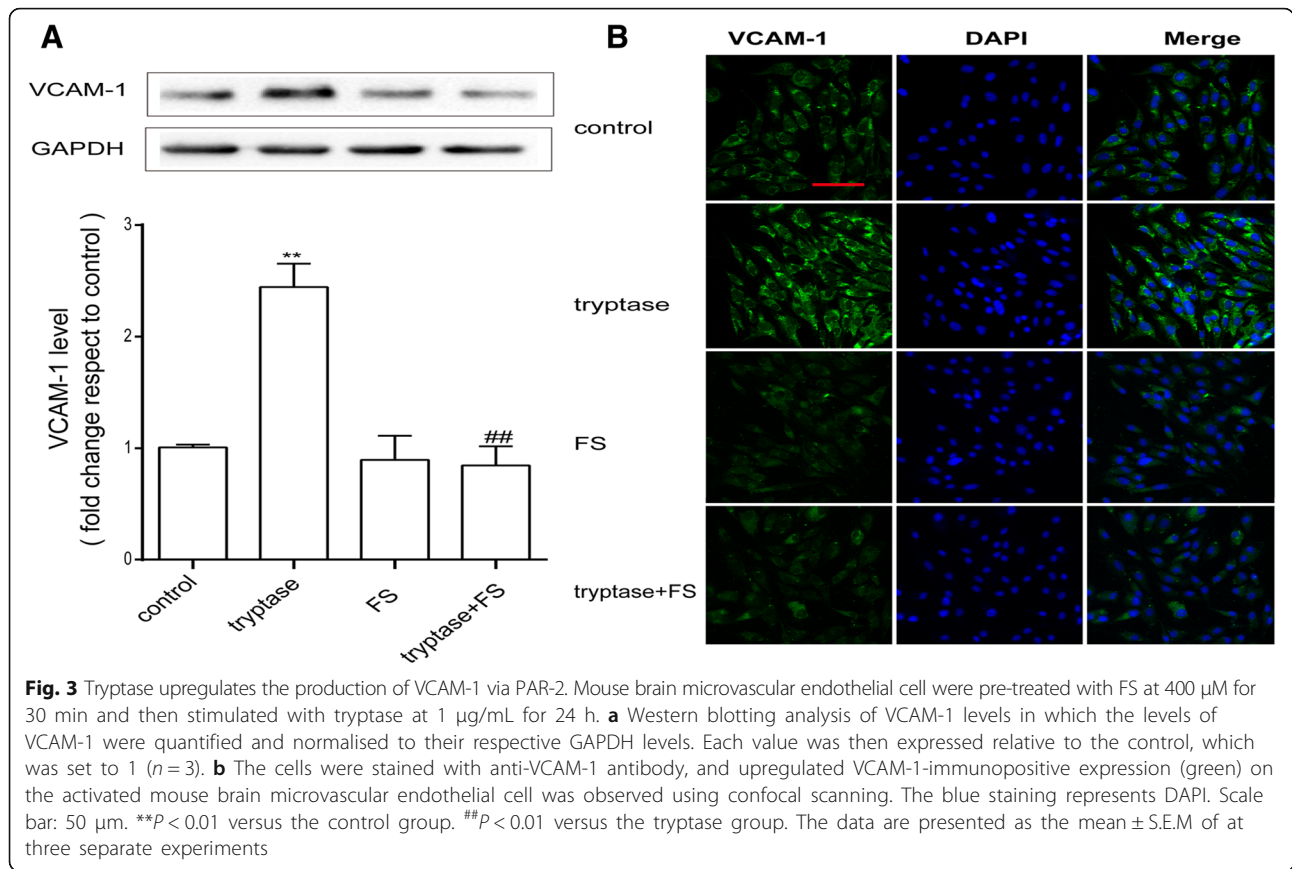 A
VCAM-1
GAPDH
VCAM-1 level
( fold change respect to control)
3
2
1
0
**
##
control
tryptase
FS
tryptase+FS
B
VCAM-1 DAPI Merge
control
tryptase
FS
tryptase+FS
Fig. 3 Tryptase upregulates the production of VCAM-1 via PAR-2. Mouse brain microvascular endothelial cell were pre-treated with FS at 400 μM for
30 min and then stimulated with tryptase at 1 μg/mL for 24 h. a Western blotting analysis of VCAM-1 levels in which the levels of
VCAM-1 were quantified and normalised to their respective GAPDH levels. Each value was then expressed relative to the control, which
was set to 1 (n = 3). b The cells were stained with anti-VCAM-1 antibody, and upregulated VCAM-1-immunopositive expression (green) on
the activated mouse brain microvascular endothelial cell was observed using confocal scanning. The blue staining represents DAPI. Scale
bar: 50 μm. **P < 0.01 versus the control group. ##P < 0.01 versus the tryptase group. The data are presented as the mean ± S.E.M of at
three separate experiments